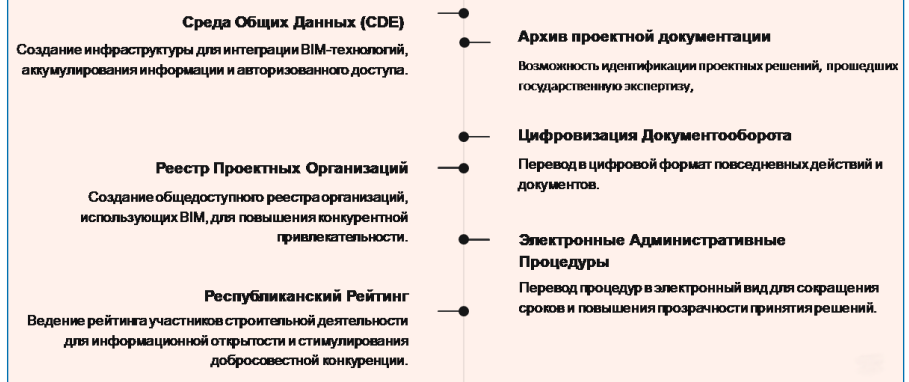 Среда Общих Данных (CDE)
Создание инфраструктуры для интеграции BIM-технологий,
аккумулирования информации и авторизованного доступа.
Архив проектной документации
Возможность идентификации проектных решений, прошедших
государственную экспертизу,
Цифровизация Документооборота
Перевод в цифровой формат повседневных действий и
документов.
Реестр Проектных Организаций
Создание общедоступного реестра организаций,
использующих BIM, для повышения конкурентной
привлекательности.
Электронные Административные
Процедуры
Перевод процедур в электронный вид для сокращения
сроков и повышения прозрачности принятия решений.
Республиканский Рейтинг
Ведение рейтинга участников строительной деятельности
для информационной открытости и стимулирования
добросовестной конкуренции.